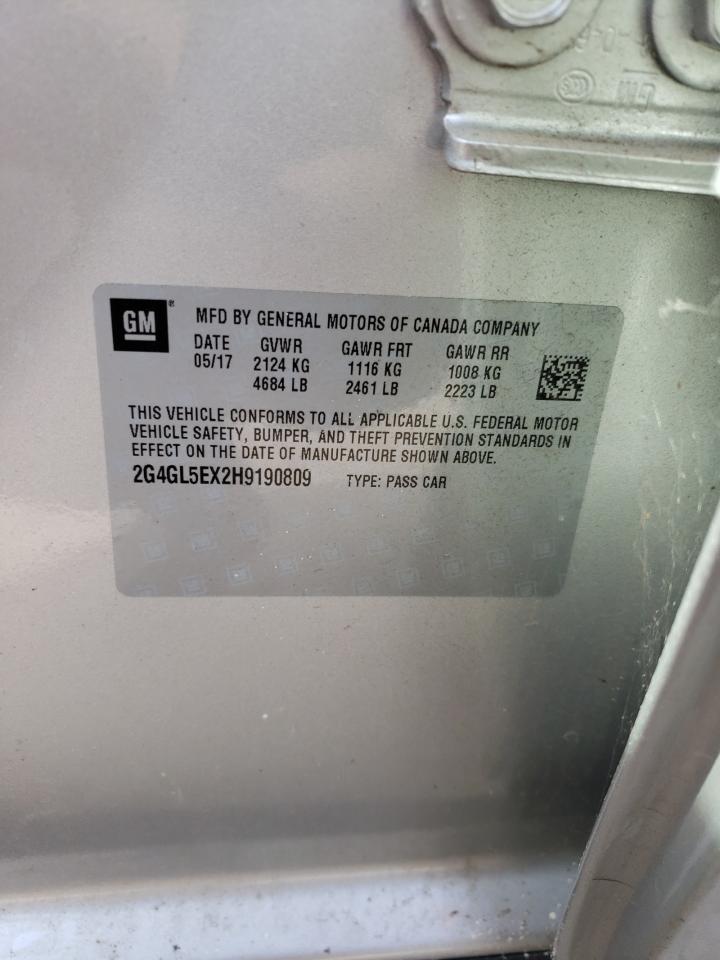 GM
GM ® MFD BY GENERAL MOTORS OF CANADA COMPANY
DATE GVWR GAWR FRT GAWR RR
05/17 2124 KG 1116 KG 1008 KG
4684 LB 2461 LB 2223 LB
THIS VEHICLE CONFORMS TO ALL APPLICABLE U.S. FEDERAL MOTOR
VEHICLE SAFETY, BUMPER, AND THEFT PREVENTION STANDARDS IN
EFFECT ON THE DATE OF MANUFACTURE SHOWN ABOVE.
2G4GL5EX2H9190809 TYPE: PASS CAR